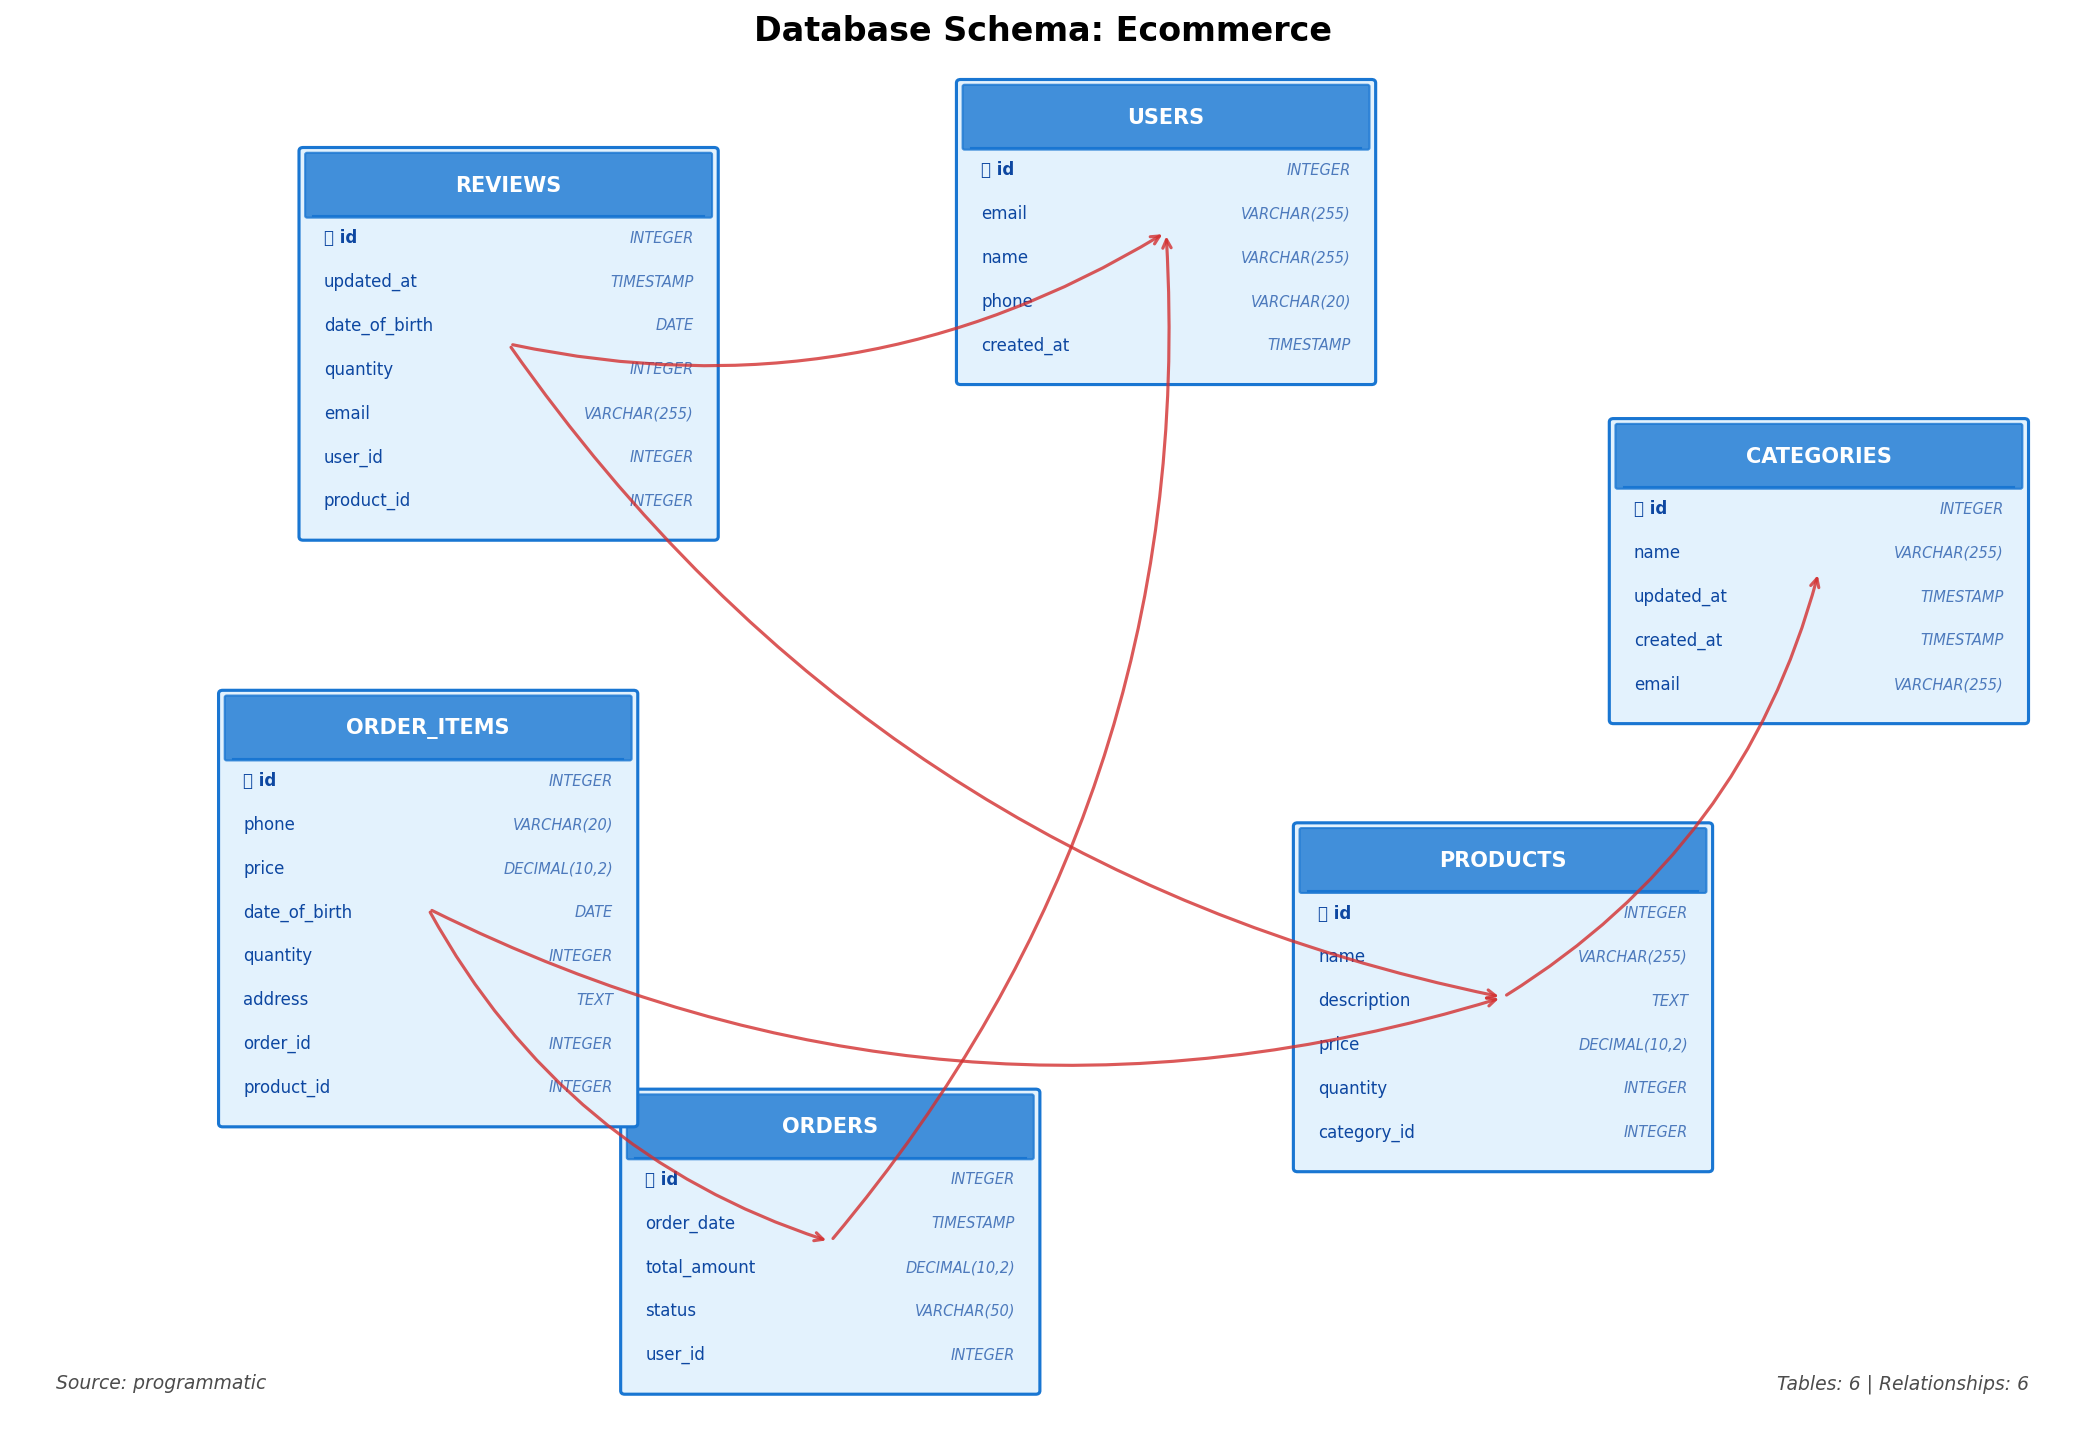 Database Schema: Ecommerce
USERS
id INTEGER
email VARCHAR(255)
name VARCHAR(255)
phone VARCHAR(20)
created_at TIMESTAMP
REVIEWS
id INTEGER
updated_at TIMESTAMP
date_of_birth DATE
quantity INTEGER
email VARCHAR(255)
user_id INTEGER
product_id INTEGER
CATEGORIES
id INTEGER
name VARCHAR(255)
updated_at TIMESTAMP
created_at TIMESTAMP
email VARCHAR(255)
ORDER_ITEMS
id INTEGER
phone VARCHAR(20)
price DECIMAL(10,2)
date_of_birth DATE
quantity INTEGER
address TEXT
order_id INTEGER
product_id INTEGER
PRODUCTS
id INTEGER
name VARCHAR(255)
description TEXT
price DECIMAL(10,2)
quantity INTEGER
category_id INTEGER
ORDERS
id INTEGER
order_date TIMESTAMP
total_amount DECIMAL(10,2)
status VARCHAR(50)
user_id INTEGER
Source: programmatic
Tables: 6 | Relationships: 6